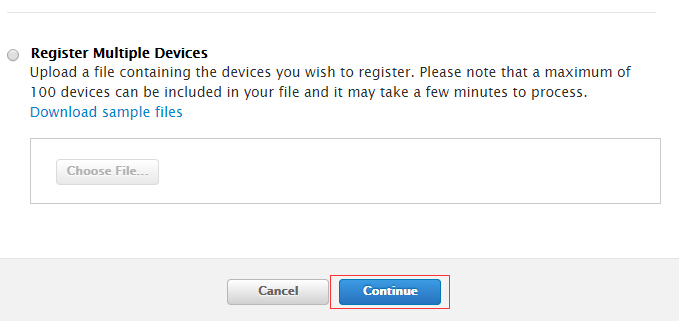 Register Multiple Devices
Upload a file containing the devices you wish to register. Please note that a maximum of
100 devices can be included in your file and it may take a few minutes to process.
Download sample files
Choose File...
Cancel
Continue